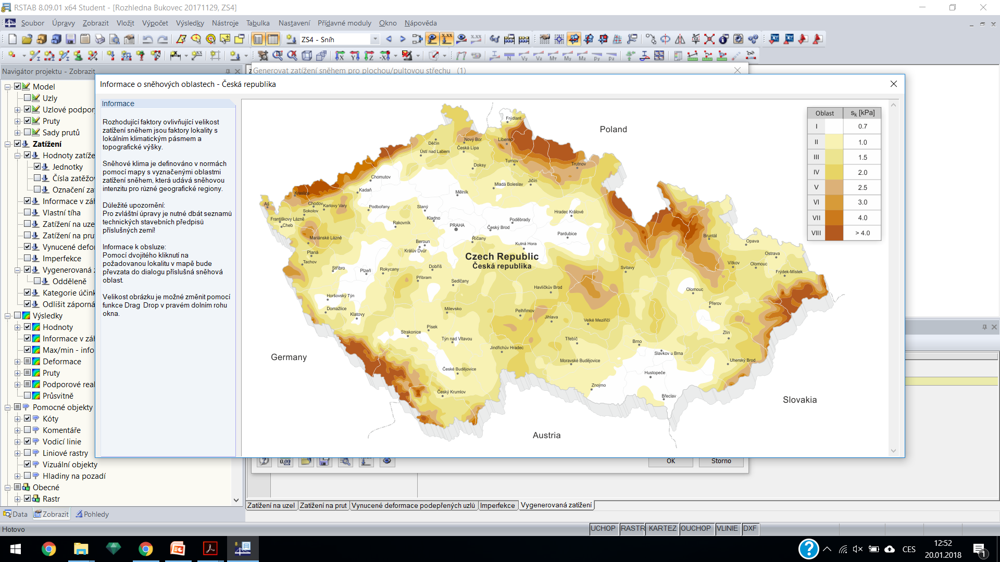 RSTAB 8.09.01 x64 Student - [Rozhledna Bukovec 20171129, ZS4]
Soubor Úpravy Zobrazit Vložit Výpočet Výsledky Nástroje Tabulka Nastavení Přídavné moduly Okno Nápověda
ZS4 - Sníh
Navigátor projektu - Zobrazit
Generovat zatížení sněhem pro plochou/pultovou střechu (1)
Informace o sněhových oblastech - Česká republika
Model
Uzly
Uzlové podpor
Pruty
Sady prutů
Zatížení
Hodnoty zatíže
Jednotky
Čísla zatěžo
Označení za
Informace v záh
Vlastní tíha
Zatížení na uze
Zatížení na pru
Vynucené defo
Imperfekce
Vygenerovaná z
Odděleně
Kategorie účink
Odlišit záporná
Výsledky
Hodnoty
Informace v záh
Max/min - info
Deformace
Pruty
Podporové real
Průsvitně
Pomocné objekty
Kóty
Komentáře
Vodicí linie
Liniové rastry
Vizuální objekty
Hladiny na pozadí
Obecné
Rastr
Informace
Rozhodující faktory ovlivňující velikost
zatížení sněhem jsou faktory lokality s
lokálním klimatickým pásmem a
topografické výšky.
Sněhové klima je definováno v normách
pomocí mapy s vyznačenými oblastmi
zatížení sněhem, která udává sněhovou
intenzitu pro různé geografické regiony.
Důležité upozornění:
Pro zvláštní úpravy je nutné dbát seznamů
technických stavebních předpisů
příslušných zemí!
Informace k obsluze:
Pomocí dvojitého kliknutí na
požadovanou lokalitu v mapě bude
převzata do dialogu příslušná sněhová
oblast.
Velikost obrázku je možné změnit pomocí
funkce Drag Drop v pravém dolním rohu
okna.
Frýdlant
Poland
Děčín
Nový Bor
Liberec
Česká Lípa
Ústí nad Labem
Turnov
Trutnov
Doksy
Chomutov
Mladá Boleslav
Jičín
Kadaň
Mělník
Kraslice
Aš
Chodov
Karlovy Vary
Sokolov
Podbořany
Slaný
Hradec Králové
Františkovy Lázně
Cheb
Kladno
Rakovník
PRAHA
Poděbrady
Český Brod
Pardubice
Mariánské Lázně
Beroun
Říčany
Kutná Hora
Bruntál
Opava
Planá
Králův Dvůr
Czech Republic
Česká republika
Ostrava
Tachov
Stříbro
Plzeň
Rokycany
Dobříš
Svitavy
Vítkov
Olomouc
Frýdek-Místek
Příbram
Sedlčany
Havlíčkův Brod
Olomouc
Horšovský Týn
Přerov
Domažlice
Klatovy
Milevsko
Pelhřimov
Jihlava
Velké Meziříčí
Strakonice
Písek
Týn nad Vltavou
Třebíč
Brno
Zlín
Jindřichův Hradec
Slavkov u Brna
Germany
Moravské Budějovice
Uherský Brod
České Budějovice
Hustopeče
Znojmo
Český Krumlov
Břeclav
Slovakia
Austria
Oblast sk [kPa]
I 0.7
II 1.0
III 1.5
IV 2.0
V 2.5
VI 3.0
VII 4.0
VIII > 4.0
OK Storno
Zatížení na uzel Zatížení na prut Vynucené deformace podepřených uzlů Imperfekce Vygenerovaná zatížení
Data Zobrazit Pohledy
Hotovo
UCHOP RASTR KARTEZ OUCHOP VLINIE DXF
CES
12:52
20.01.2018
1